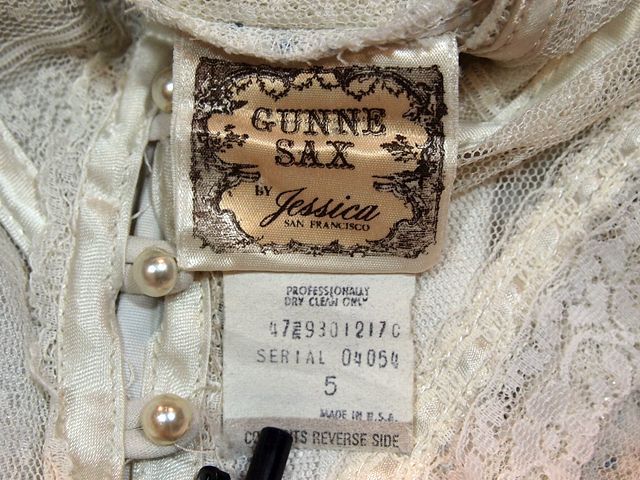 GUNNE
SAX
BY Jessica
SAN FRANCISCO
PROFESSIONALLY
DRY CLEAN ONLY
SERIAL 04054
5
MADE IN U.S.A.
REVERSE SIDE